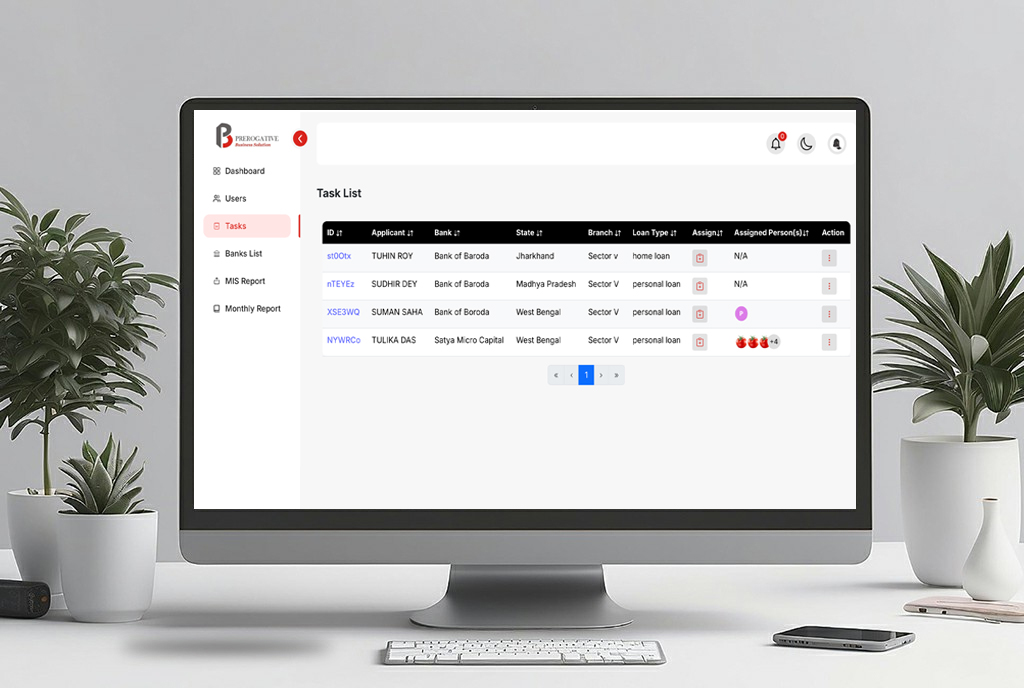 PREROGATIVE
Business Solution
0
Dashboard
Users
Tasks
Banks List
MIS Report
Monthly Report
Task List
ID Applicant Bank State Branch Loan Type Assign Assigned Person(s) Action
st0Otx TUHIN ROY Bank of Baroda Jharkhand Sector v home loan N/A
nTEYEz SUDHIR DEY Bank of Baroda Madhya Pradesh Sector V personal loan N/A
XSE3WQ SUMAN SAHA Bank of Boroda West Bengal Sector V personal loan P
NYWRCo TULIKA DAS Satya Micro Capital West Bengal Sector V personal loan +4
« ‹ 1 › »